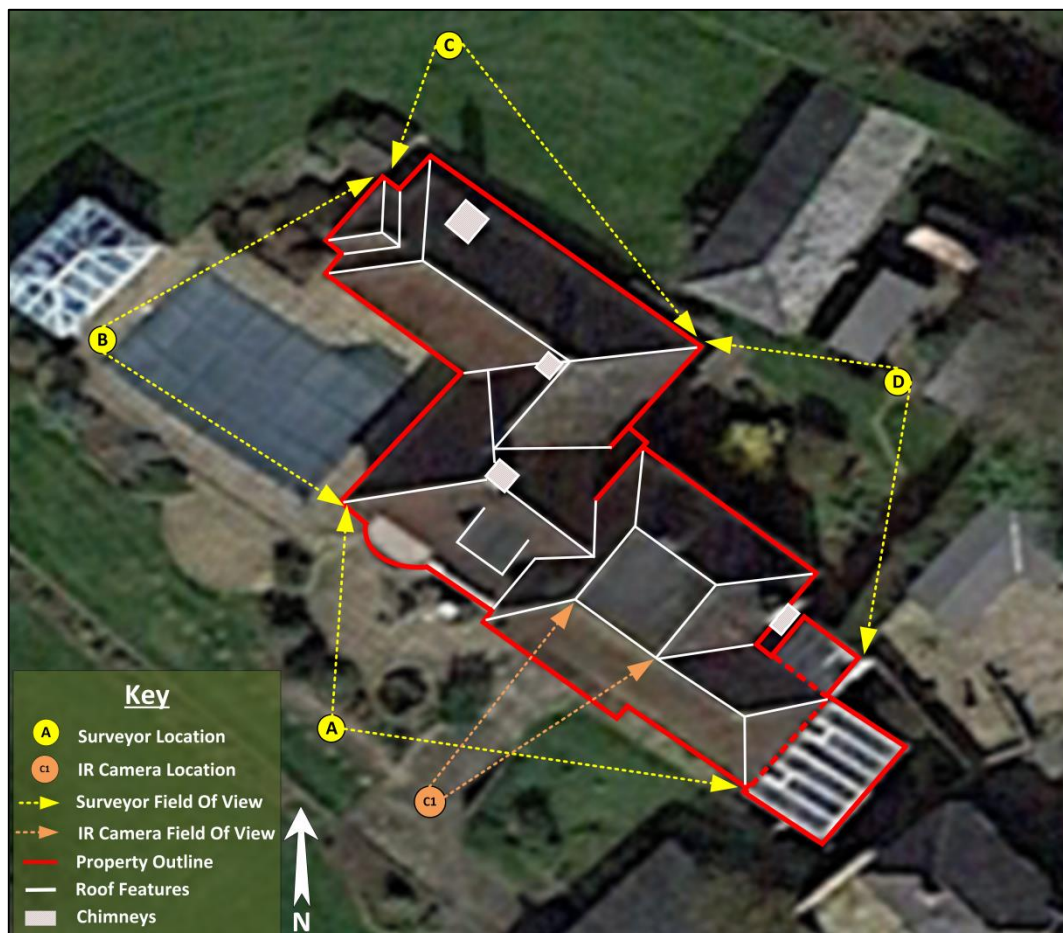 C
B
D
A
C1
Key
A Surveyor Location
C1 IR Camera Location
Surveyor Field Of View
IR Camera Field Of View
Property Outline
Roof Features
Chimneys
N